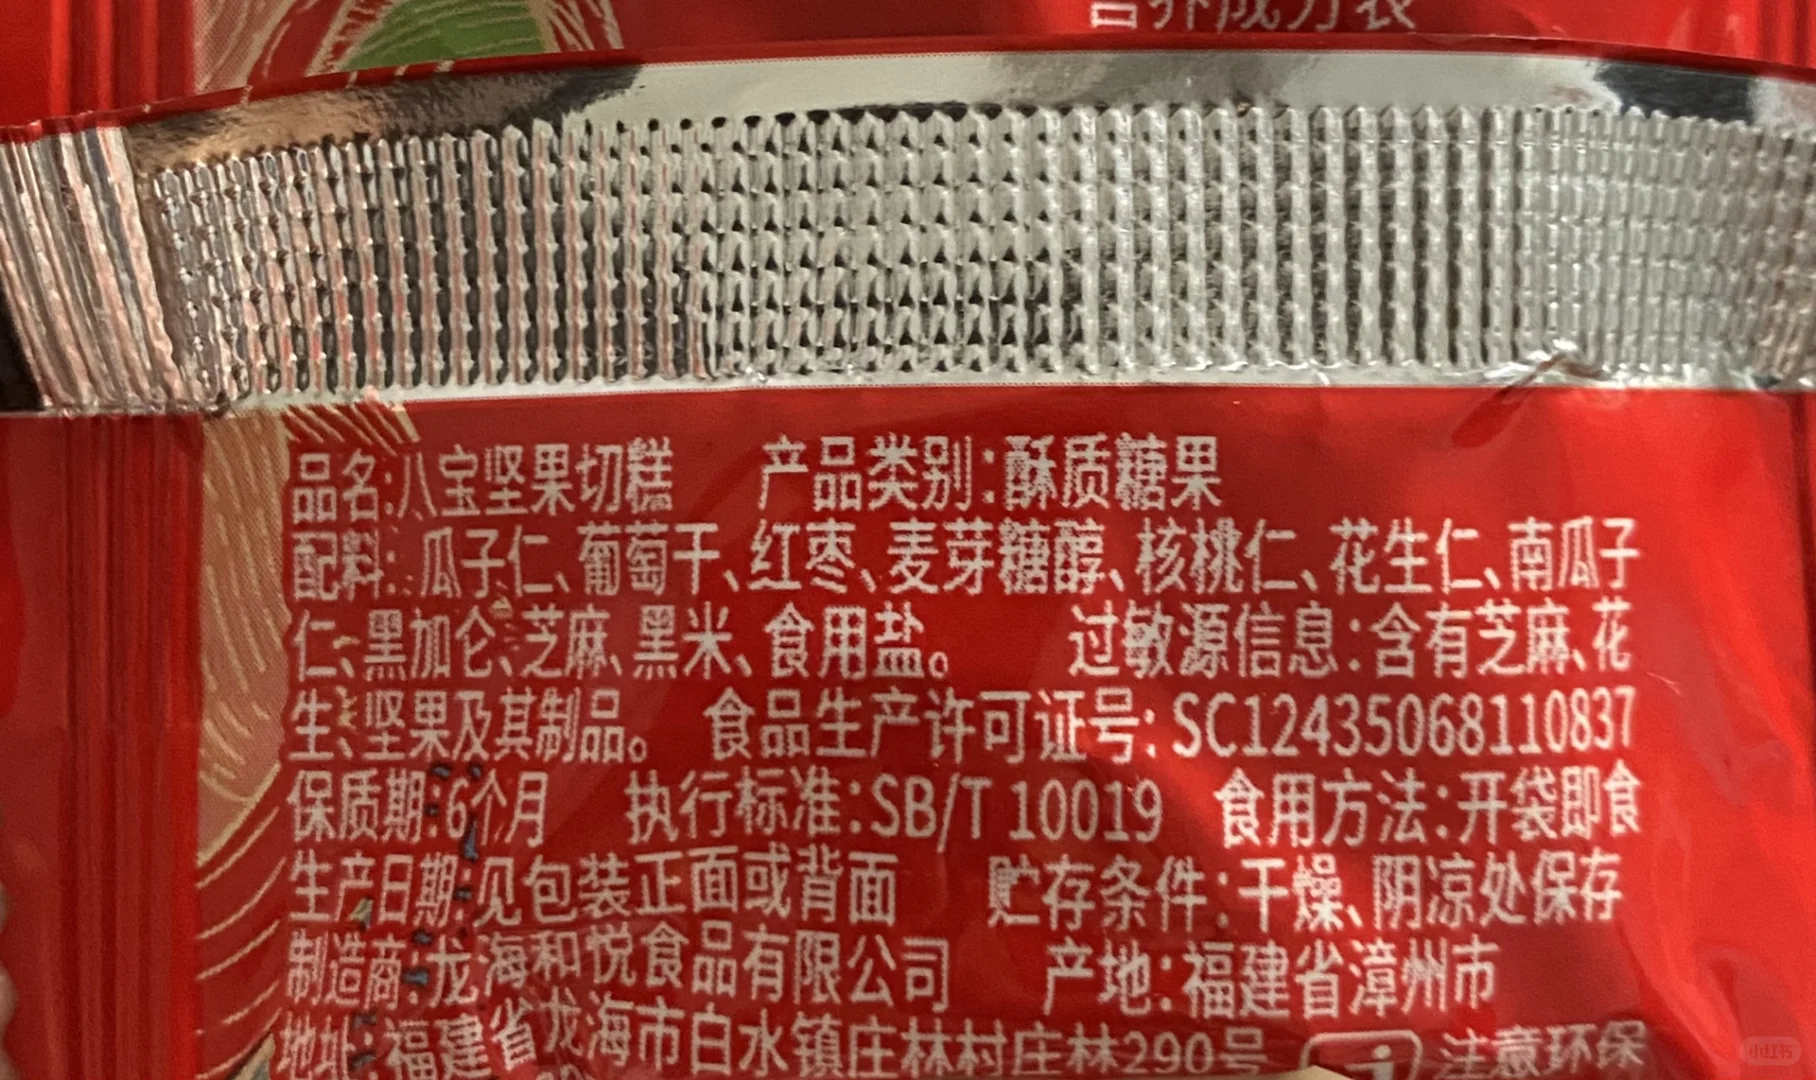 营养成分表
品名:八宝坚果切糕 产品类别:酥质糖果
配料: 瓜子仁、葡萄干、红枣、麦芽糖醇、核桃仁、花生仁、南瓜子
仁、黑加仑、芝麻、黑米、食用盐。 过敏源信息:含有芝麻、花
生、坚果及其制品。 食品生产许可证号: SC12435068110837
保质期:6个月 执行标准:SB/T 10019 食用方法:开袋即食
生产日期:见包装正面或背面 贮存条件:干燥、阴凉处保存
制造商:龙海和悦食品有限公司 产地:福建省漳州市
地址:福建省龙海市白水镇庄林村庄林290号 注意环保
小红书